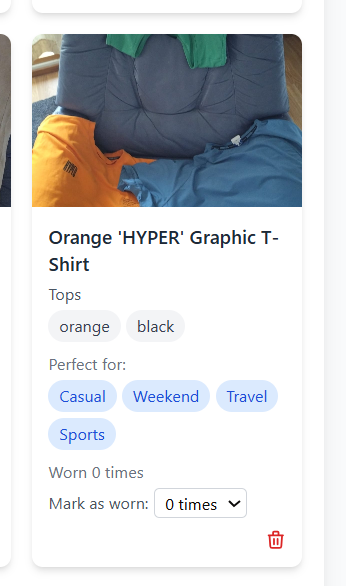 Orange 'HYPER' Graphic T-
Shirt
Tops
orange black
Perfect for:
Casual Weekend Travel
Sports
Worn 0 times
Mark as worn: 0 times